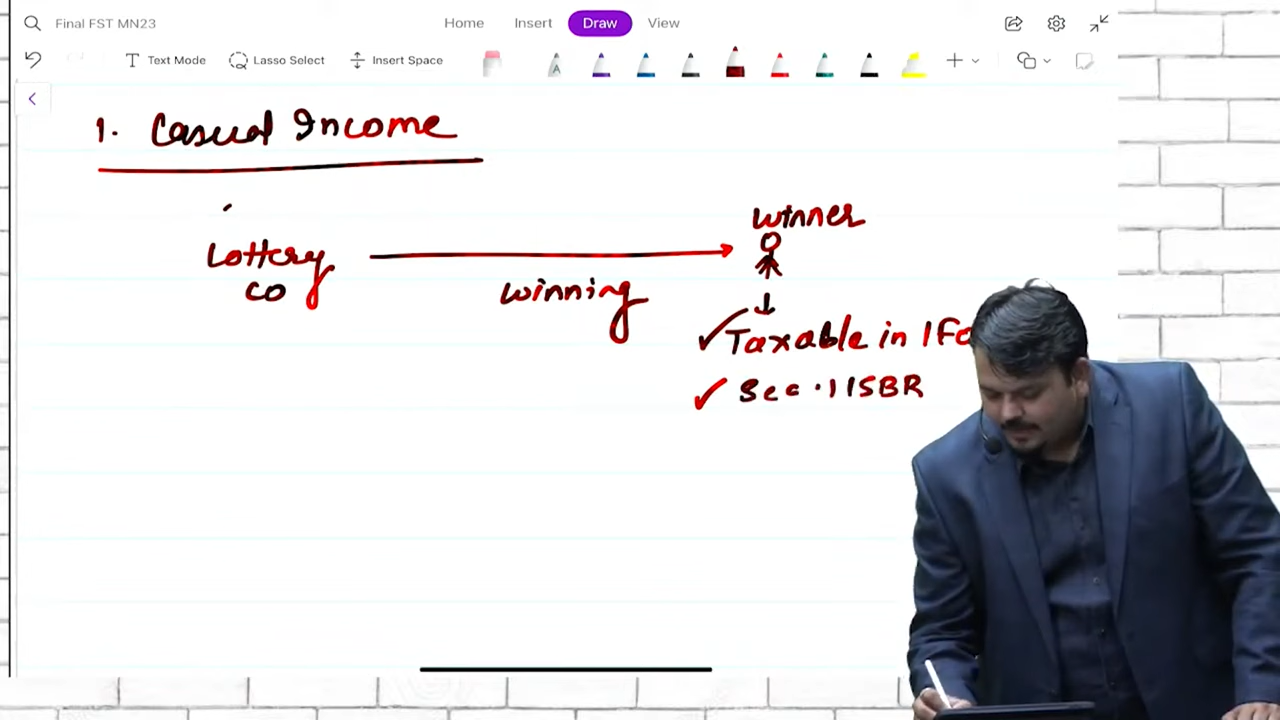 Final FST MN23
Home Insert Draw View
Text Mode Lasso Select Insert Space
A
1. Casual Income
Lottery
co
winning
winner
Taxable in IFo
Sec. 115BR